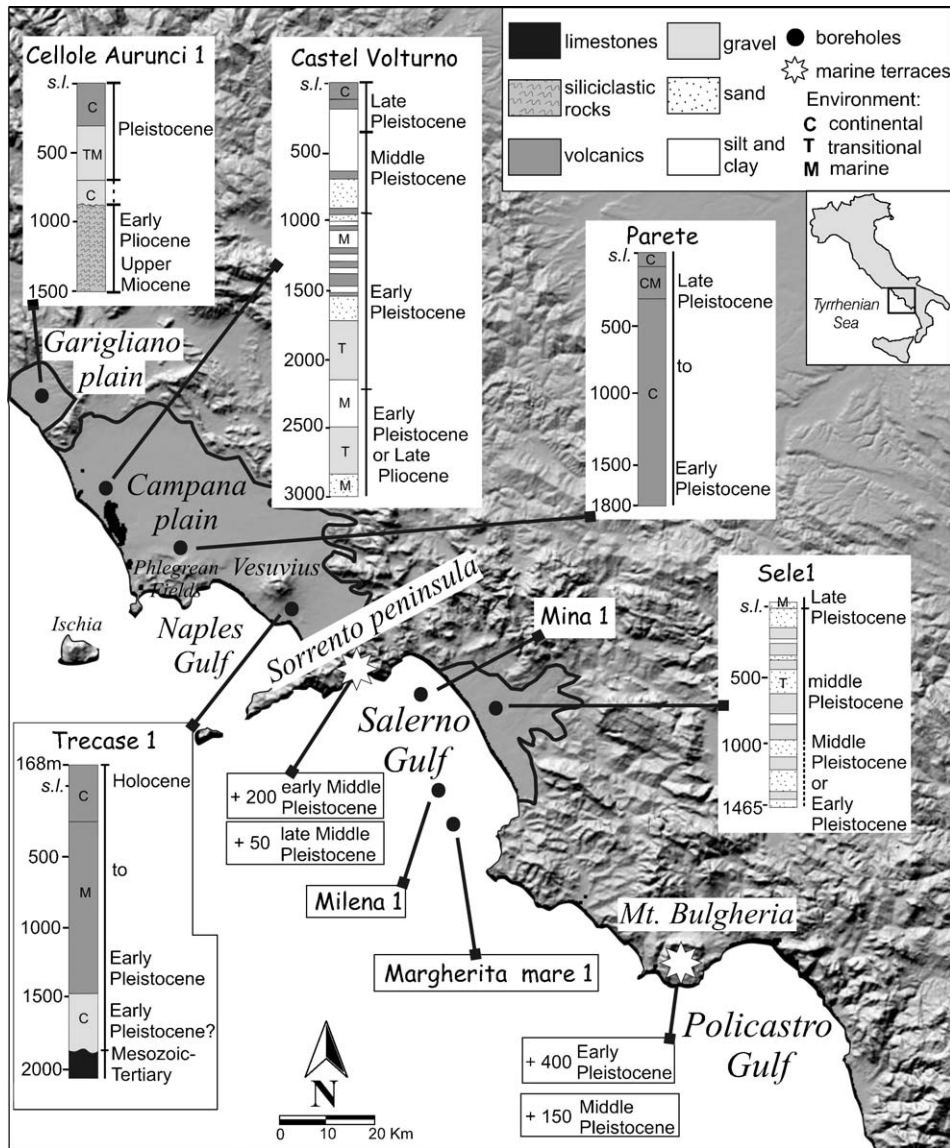 Cellole Aurunci 1
s.l.
500
1000
1500
C
TM
C
Pleistocene
Early
Pliocene
Upper
Miocene
Castel Volturno
s.l.
500
1000
1500
2000
2500
3000
M
T
M
T
M
Late
Pleistocene
Middle
Pleistocene
Early
Pleistocene
Early
Pleistocene
or Late
Pliocene
C
limestones
siliciclastic
rocks
volcanics
gravel
sand
silt and
clay
boreholes
marine terraces
Environment:
C continental
T transitional
M marine
Tyrrhenian
Sea
Parete
s.l.
500
1000
1500
1800
C
CM
C
Late
Pleistocene
to
Early
Pleistocene
Garigliano
plain
Campana
plain
Phlegrean
Fields
Vesuvius
Ischia
Naples
Gulf
Sorrento peninsula
Mina 1
Salerno
Gulf
Sele1
M
s.l.
500
1000
1465
T
Late
Pleistocene
middle
Pleistocene
Middle
Pleistocene
or
Early
Pleistocene
Trecase 1
168m
s.l.
500
1000
1500
2000
C
M
C
Holocene
to
Early
Pleistocene
Early
Pleistocene?
Mesozoic-
Tertiary
+ 200 early Middle
Pleistocene
+ 50 late Middle
Pleistocene
Milena 1
Margherita mare 1
Mt. Bulgheria
Policastro
Gulf
+ 400 Early
Pleistocene
+ 150 Middle
Pleistocene
N
0 10 20 Km